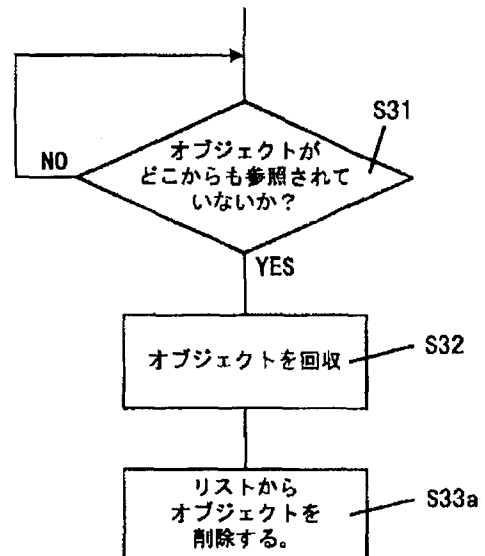 S31
オブジェクトが
どこからも参照されて
いないか？
NO
YES
オブジェクトを回収
S32
リストから
オブジェクトを
削除する。
S33a